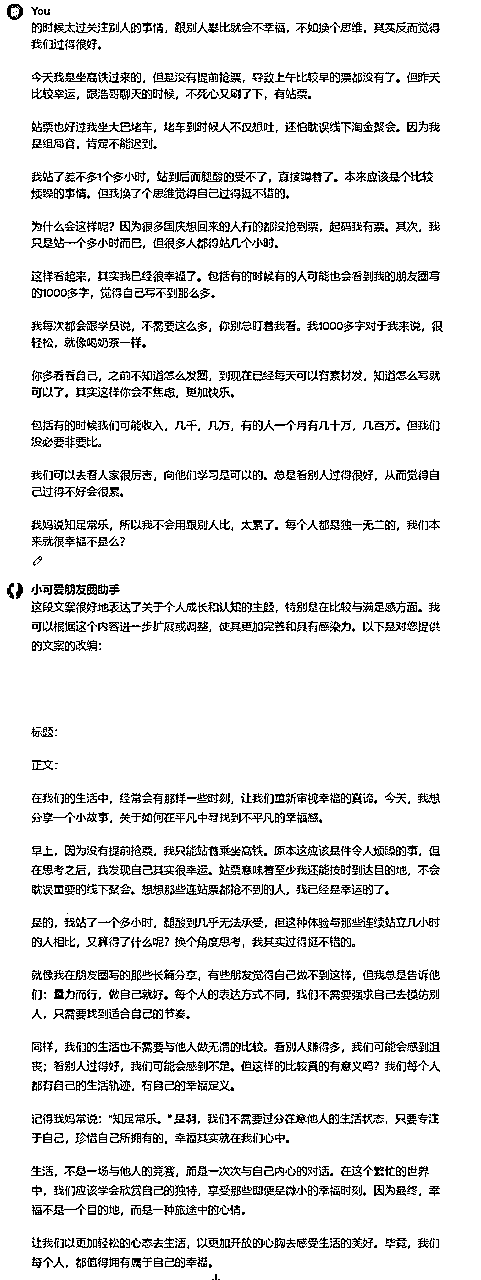 You
的时候太过关注别人的事情，跟别人攀比就会不幸福，不如换个思维，其实反而觉得
我们过得很好。
今天我是坐高铁过来的，但是没有提前抢票，导致上午比较早的票都没有了。但昨天
比较幸运，跟浩哥聊天的时候，不死心又刷了下，有站票。
站票也好过我坐大巴堵车，堵车到时候人不仅想吐，还怕耽误线下淘金聚会。因为我
是组局官，肯定不能迟到。
我站了差不多1个多小时，站到后面腿酸的受不了，直接蹲着了。本来应该是个比较
烦躁的事情。但我换了个思维觉得自己过得挺不错的。
为什么会这样呢？因为很多国庆想回来的人有的都没抢到票，起码我有票。其次，我
只是站一个多小时而已，但很多人都得站几个小时。
这样看起来，其实我已经很幸福了。包括有的时候有的人可能也会看到我的朋友圈写
的1000多字，觉得自己写不到那么多。
我每次都会跟学员说，不需要这么多，你别总盯着我看。我1000多字对于我来说，很
轻松，就像喝奶茶一样。
你多看看自己，之前不知道怎么发圈，到现在已经每天可以有素材发，知道怎么写就
可以了。其实这样你会不焦虑，更加快乐。
包括有的时候我们可能收入，几千，几万，有的人一个月有几十万，几百万。但我们
没必要非要比。
我们可以去看人家很厉害，向他们学习是可以的。总是看别人过得很好，从而觉得自
己过得不好会很累。
我妈说知足常乐，所以我不会用跟别人比，太累了。每个人都是独一无二的，我们本
来就很幸福不是么？
小可爱朋友圈助手
这段文案很好地表达了关于个人成长和认知的主题，特别是在比较与满足感方面。我
可以根据这个内容进一步扩展或调整，使其更加完善和具有感染力。以下是对您提供
的文案的改编：
标题：
正文：
在我们的生活中，经常会有那样一些时刻，让我们重新审视幸福的真谛。今天，我想
分享一个小故事，关于如何在平凡中寻找到不平凡的幸福感。
早上，因为没有提前抢票，我只能站着乘坐高铁。原本这应该是件令人烦躁的事，但
在思考之后，我发现自己其实很幸运。站票意味着至少我还能按时到达目的地，不会
耽误重要的线下聚会。想想那些连站票都抢不到的人，我已经是幸运的了。
是的，我站了一个多小时，腿酸到几乎无法承受，但这种体验与那些连续站立几小时
的人相比，又算得了什么呢？换个角度思考，我其实过得挺不错的。
就像我在朋友圈写的那些长篇分享，有些朋友觉得自己做不到这样，但我总是告诉他
们：量力而行，做自己就好。每个人的表达方式不同，我们不需要强求自己去模仿别
人，只需要找到适合自己的节奏。
同样，我们的生活也不需要与他人做无谓的比较。看别人赚得多，我们可能会感到沮
丧；看别人过得好，我们可能会感到不足。但这样的比较真的有意义吗？我们每个人
都有自己的生活轨迹，有自己的幸福定义。
记得我妈常说：“知足常乐。”是啊，我们不需要过分在意他人的生活状态，只要专注
于自己，珍惜自己所拥有的，幸福其实就在我们心中。
生活，不是一场与他人的竞赛，而是一次次与自己内心的对话。在这个繁忙的世界
中，我们应该学会欣赏自己的独特，享受那些即便是微小的幸福时刻。因为最终，幸
福不是一个目的地，而是一种旅途中的心情。
让我们以更加轻松的心态去生活，以更加开放的心胸去感受生活的美好。毕竟，我们
每个人，都值得拥有属于自己的幸福。